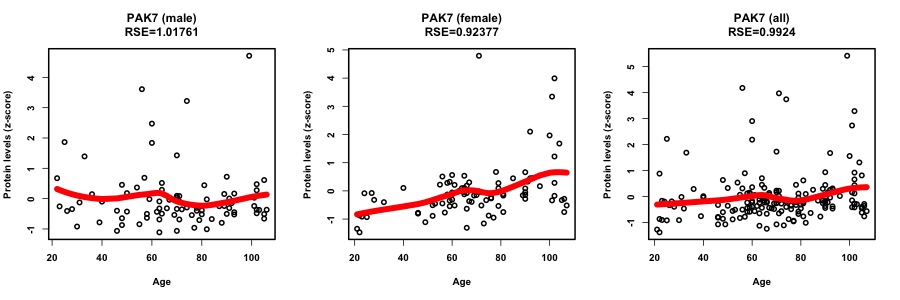 PAK7 (male)
RSE=1.01761
Protein levels (z-score)
4
3
2
1
0
-1
20 40 60 80 100
Age
PAK7 (female)
RSE=0.92377
Protein levels (z-score)
5
4
3
2
1
0
-1
20 40 60 80 100
Age
PAK7 (all)
RSE=0.9924
Protein levels (z-score)
5
4
3
2
1
0
-1
20 40 60 80 100
Age